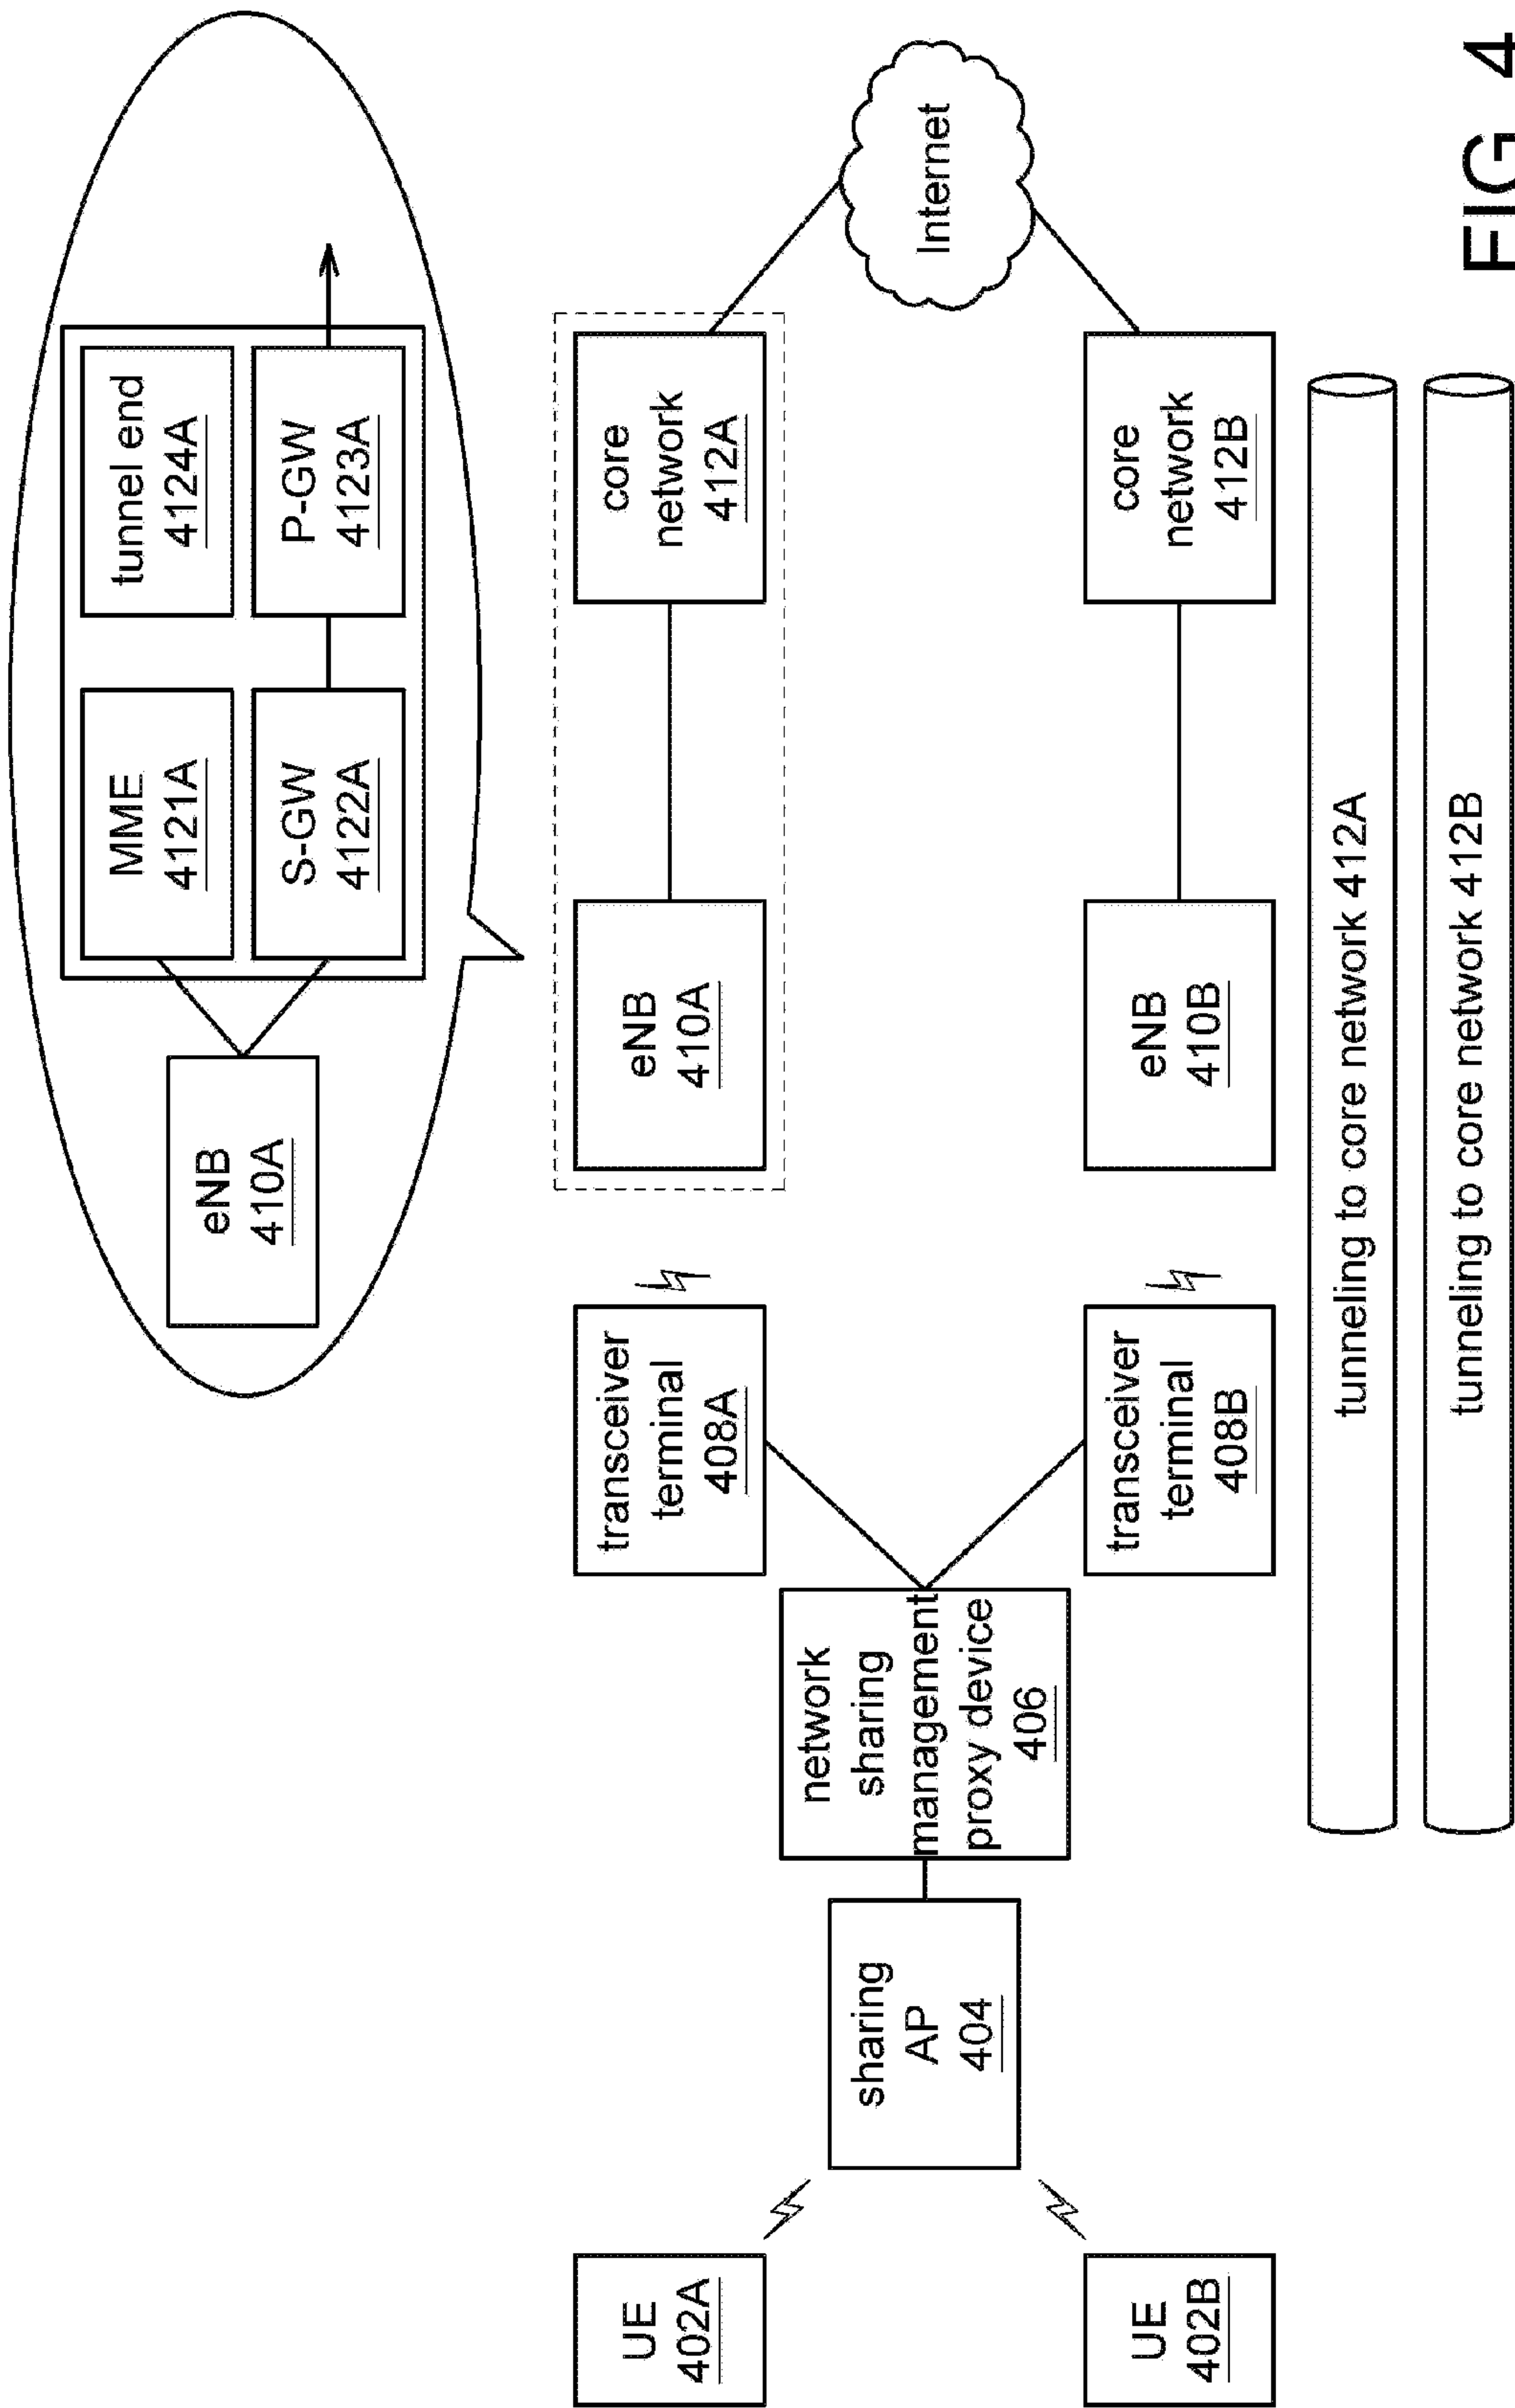 eNB
410A
MME
4121A
tunnel end
4124A
S-GW
4122A
P-GW
4123A
UE
402A
transceiver
terminal
408A
eNB
410A
core
network
412A
sharing
AP
404
network
sharing
management
proxy device
406
Internet
UE
402B
transceiver
terminal
408B
eNB
410B
core
network
412B
tunneling to core network 412A
tunneling to core network 412B
FIG. 4